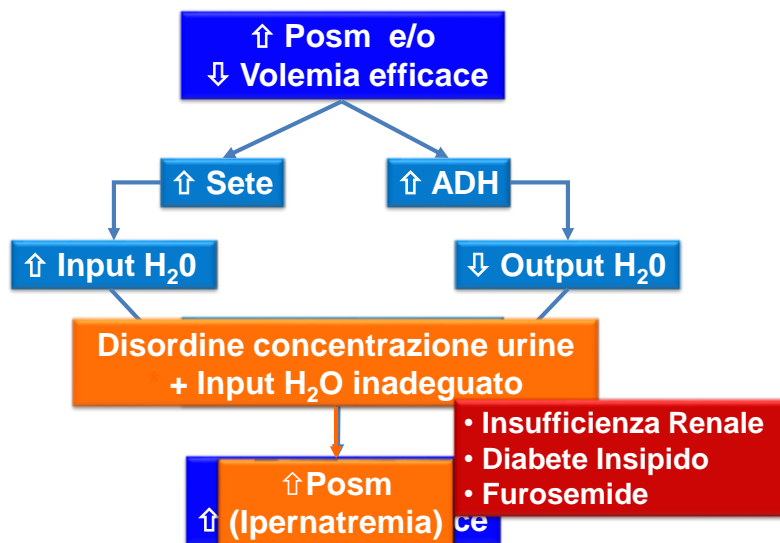 ⇧ Posm e/o
⇩ Volemia efficace
⇧ Sete
⇧ ADH
⇧ Input H₂0
⇩ Output H₂0
Disordine concentrazione urine
+ Input H₂O inadeguato
• Insufficienza Renale
• Diabete Insipido
• Furosemide
⇧Posm
(Ipernatremia)
⇧ ce